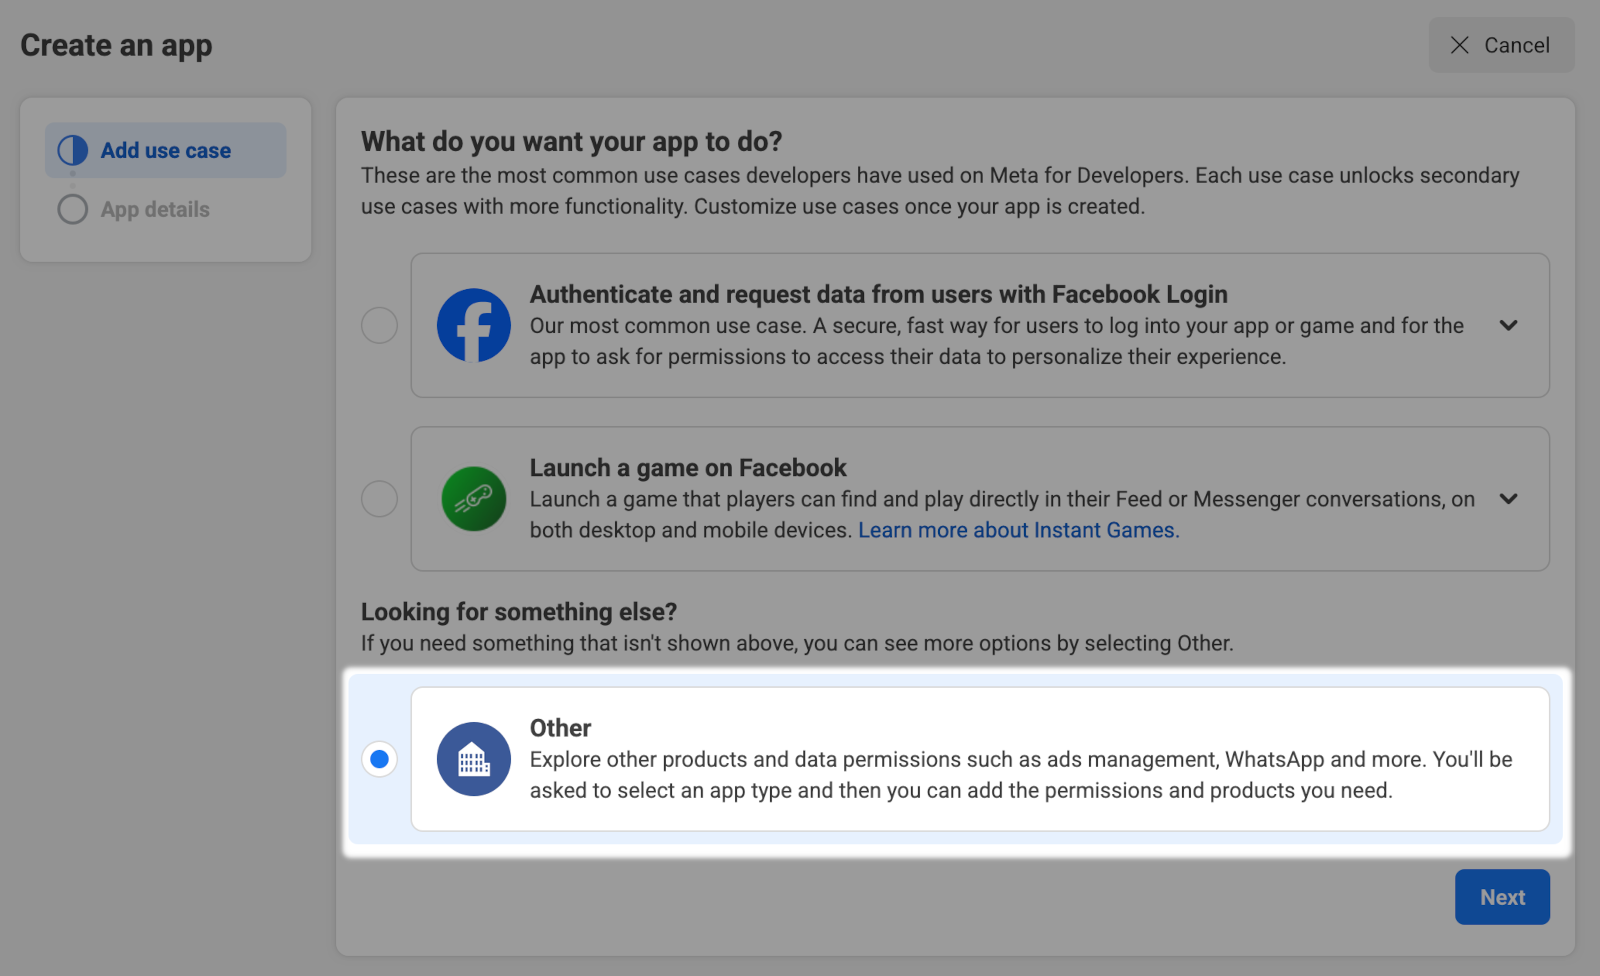 Create an app
Cancel
Add use case
App details
What do you want your app to do?
These are the most common use cases developers have used on Meta for Developers. Each use case unlocks secondary
use cases with more functionality. Customize use cases once your app is created.
Authenticate and request data from users with Facebook Login
Our most common use case. A secure, fast way for users to log into your app or game and for the
app to ask for permissions to access their data to personalize their experience.
Launch a game on Facebook
Launch a game that players can find and play directly in their Feed or Messenger conversations, on
both desktop and mobile devices. Learn more about Instant Games.
Looking for something else?
If you need something that isn't shown above, you can see more options by selecting Other.
Other
Explore other products and data permissions such as ads management, WhatsApp and more. You'll be
asked to select an app type and then you can add the permissions and products you need.
Next